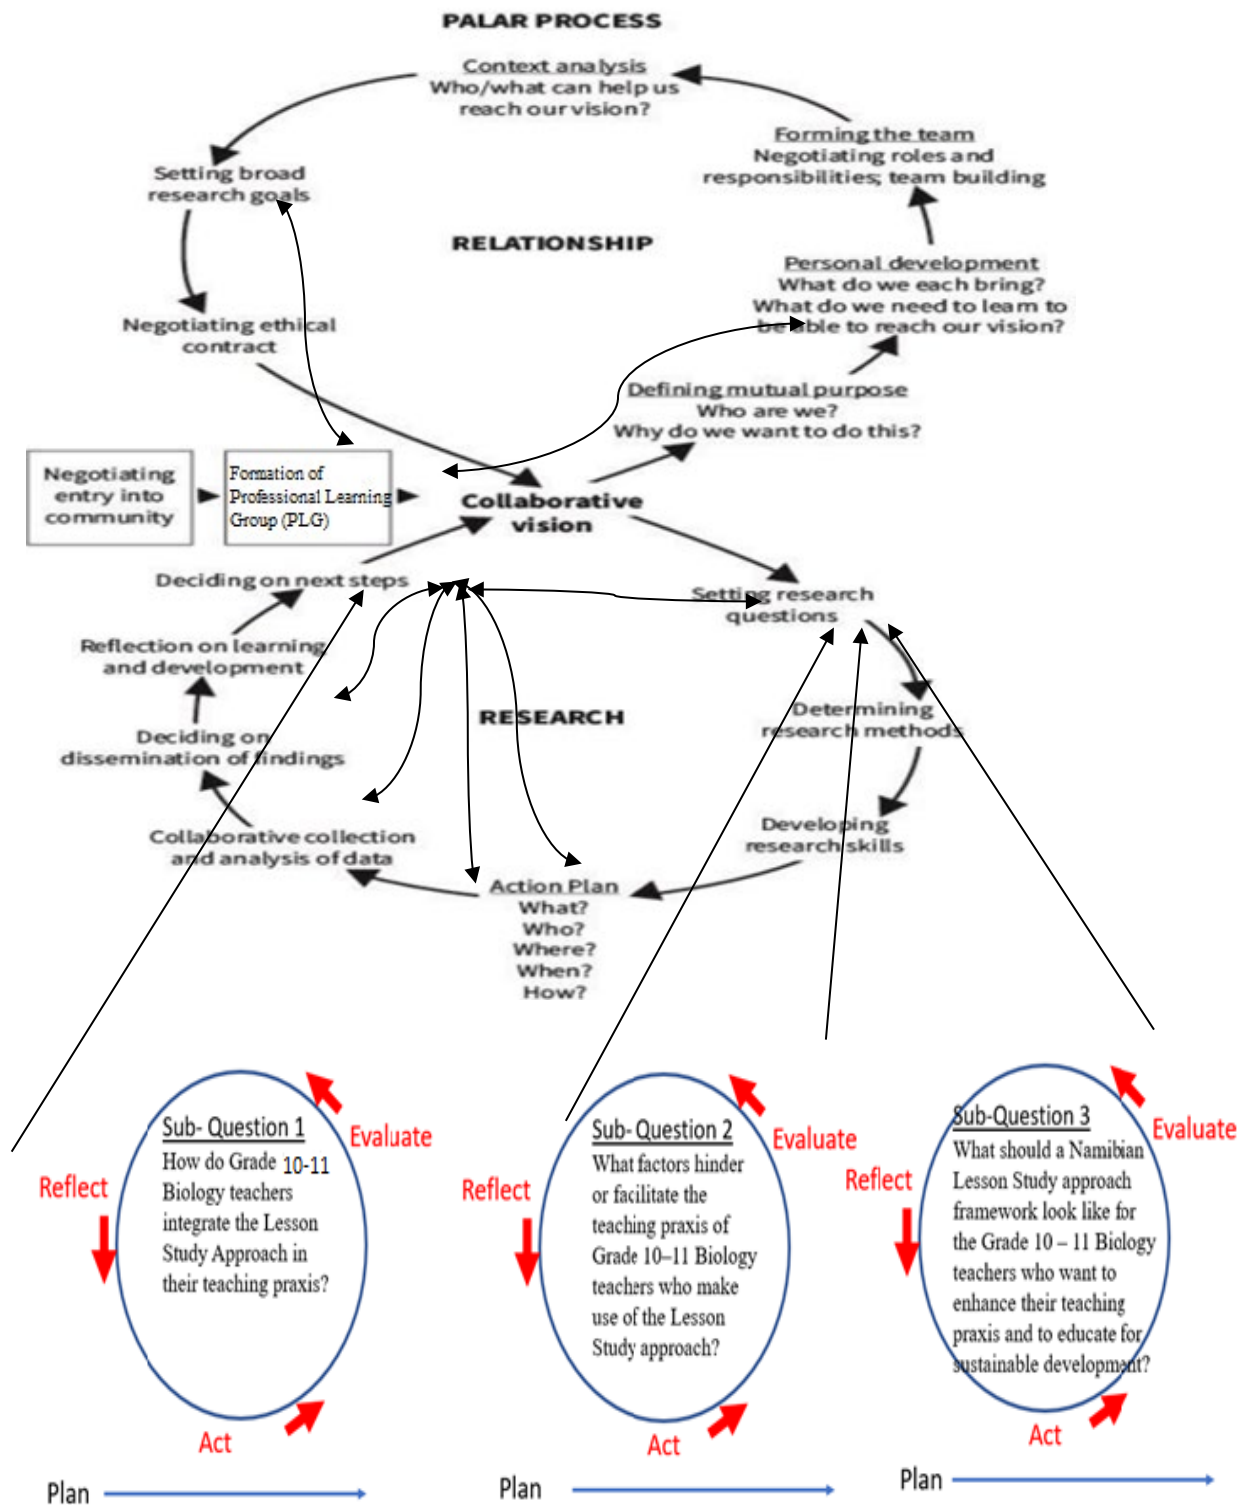 PALAR PROCESS
Context analysis
Who/what can help us
reach our vision?
Forming the team
Negotiating roles and
responsibilities; team building
Setting broad
research goals
RELATIONSHIP
Personal development
What do we each bring?
What do we need to learn to
be able to reach our vision?
Negotiating ethical
contract
Defining mutual purpose
Who are we?
Why do we want to do this?
Negotiating
entry into
community
Formation of
Professional Learning
Group (PLG)
Collaborative
vision
Deciding on next steps
Setting research
questions
Reflection on learning
and development
RESEARCH
Determining
research methods
Deciding on
dissemination of findings
Developing
research skills
Collaborative collection
and analysis of data
Action Plan
What?
Who?
Where?
When?
How?
Sub- Question 1
How do Grade 10-11
Biology teachers
integrate the Lesson
Study Approach in
their teaching praxis?
Evaluate
Reflect
Act
Plan
Sub- Question 2
What factors hinder
or facilitate the
teaching praxis of
Grade 10–11 Biology
teachers who make
use of the Lesson
Study approach?
Evaluate
Reflect
Act
Plan
Sub-Question 3
What should a Namibian
Lesson Study approach
framework look like for
the Grade 10 – 11 Biology
teachers who want to
enhance their teaching
praxis and to educate for
sustainable development?
Evaluate
Reflect
Act
Plan